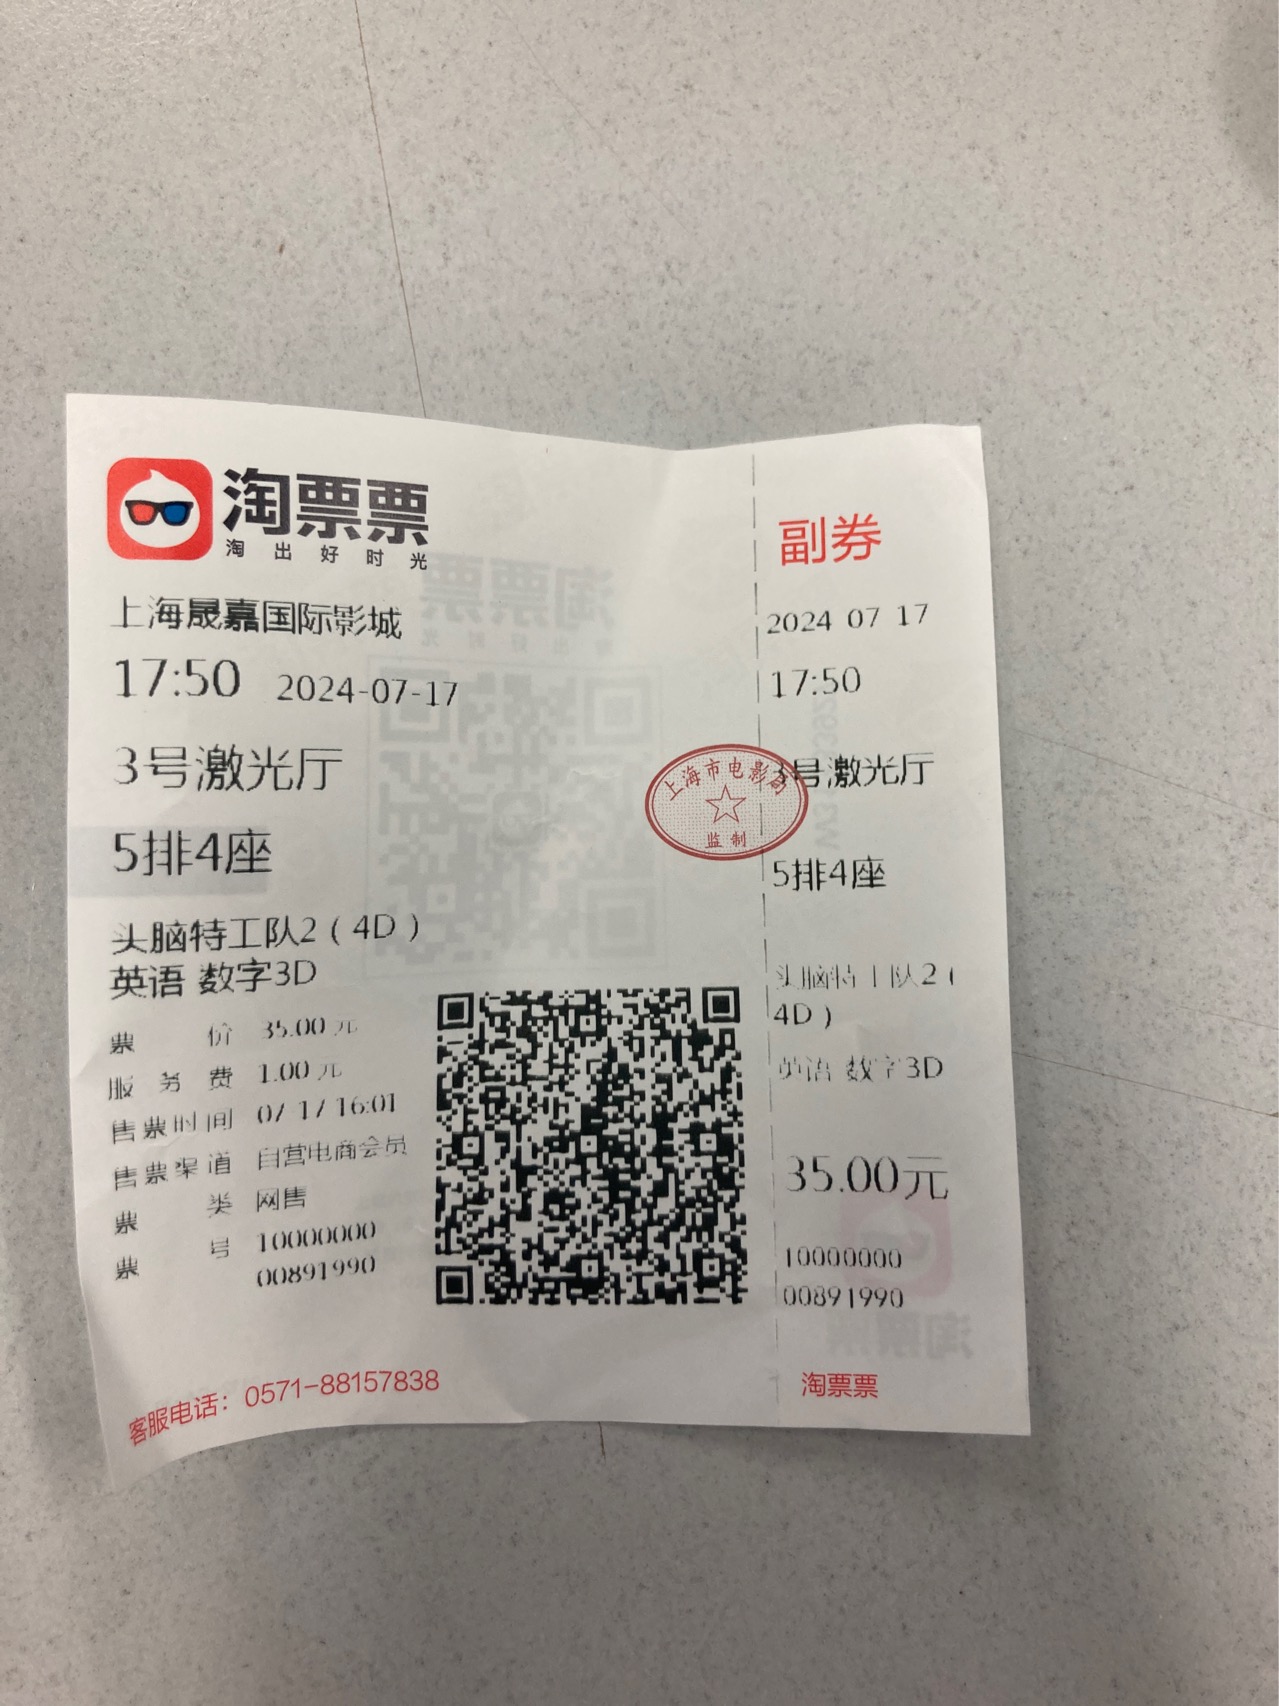 淘票票
淘出好时光
上海晟嘉国际影城
17:50 2024-07-17
3号激光厅
5排4座
头脑特工队2（4D）
英语 数字3D
票价 35.00元
服务费 1.00元
售票时间 07 17 16:01
售票渠道 自营电商会员
票类 网售
票号 10000000
00891990
客服电话：0571-88157838
上海市电影局
监制
副券
2024 07 17
17:50
3号激光厅
5排4座
头脑特工队2（
4D）
英语 数字3D
35.00元
10000000
00891990
淘票票